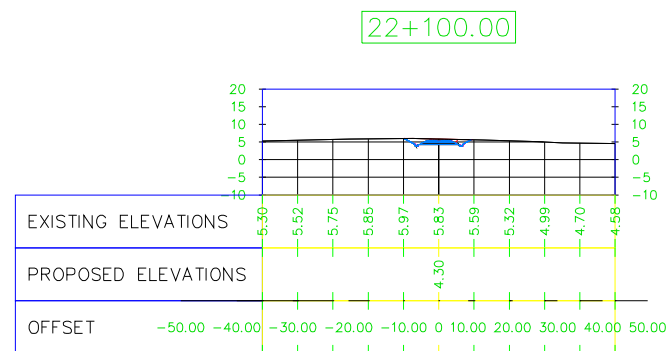 22+100.00
20 20
15 15
10 10
5 5
0 0
-5 -5
-10 -10
EXISTING ELEVATIONS 5.30 5.52 5.75 5.85 5.97 5.83 5.59 5.32 4.99 4.70 4.58
PROPOSED ELEVATIONS 4.30
OFFSET -50.00 -40.00 -30.00 -20.00 -10.00 0 10.00 20.00 30.00 40.00 50.00